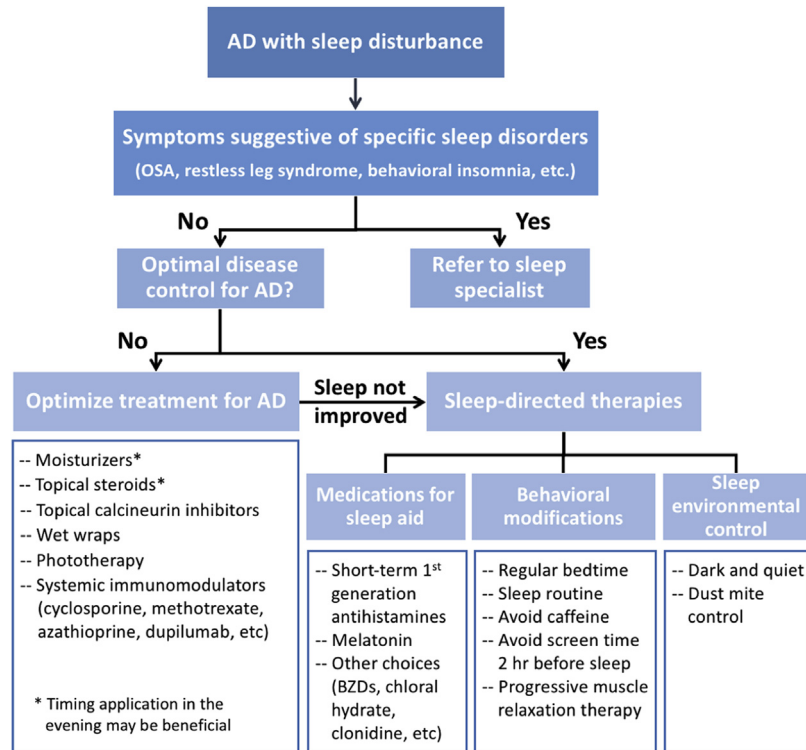 AD with sleep disturbance
Symptoms suggestive of specific sleep disorders
(OSA, restless leg syndrome, behavioral insomnia, etc.)
No
Yes
Optimal disease
control for AD?
Refer to sleep
specialist
No
Yes
Optimize treatment for AD
Sleep not
improved
Sleep-directed therapies
-- Moisturizers*
-- Topical steroids*
-- Topical calcineurin inhibitors
-- Wet wraps
-- Phototherapy
-- Systemic immunomodulators
(cyclosporine, methotrexate,
azathioprine, dupilumab, etc)
* Timing application in the
evening may be beneficial
Medications for
sleep aid
-- Short-term 1st
generation
antihistamines
-- Melatonin
-- Other choices
(BZDs, chloral
hydrate,
clonidine, etc)
Behavioral
modifications
-- Regular bedtime
-- Sleep routine
-- Avoid caffeine
-- Avoid screen time
2 hr before sleep
-- Progressive muscle
relaxation therapy
Sleep
environmental
control
-- Dark and quiet
-- Dust mite
control